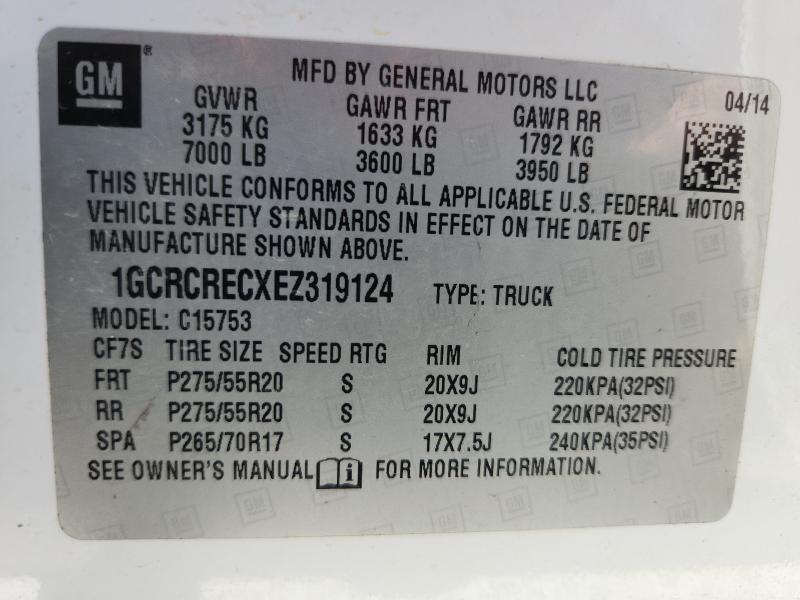 GM ®
MFD BY GENERAL MOTORS LLC
04/14
GVWR GAWR FRT GAWR RR
3175 KG 1633 KG 1792 KG
7000 LB 3600 LB 3950 LB
THIS VEHICLE CONFORMS TO ALL APPLICABLE U.S. FEDERAL MOTOR
VEHICLE SAFETY STANDARDS IN EFFECT ON THE DATE OF
MANUFACTURE SHOWN ABOVE.
1GCRCRECXEZ319124 TYPE: TRUCK
MODEL: C15753
CF7S TIRE SIZE SPEED RTG RIM COLD TIRE PRESSURE
FRT P275/55R20 S 20X9J 220KPA(32PSI)
RR P275/55R20 S 20X9J 220KPA(32PSI)
SPA P265/70R17 S 17X7.5J 240KPA(35PSI)
SEE OWNER'S MANUAL i FOR MORE INFORMATION.